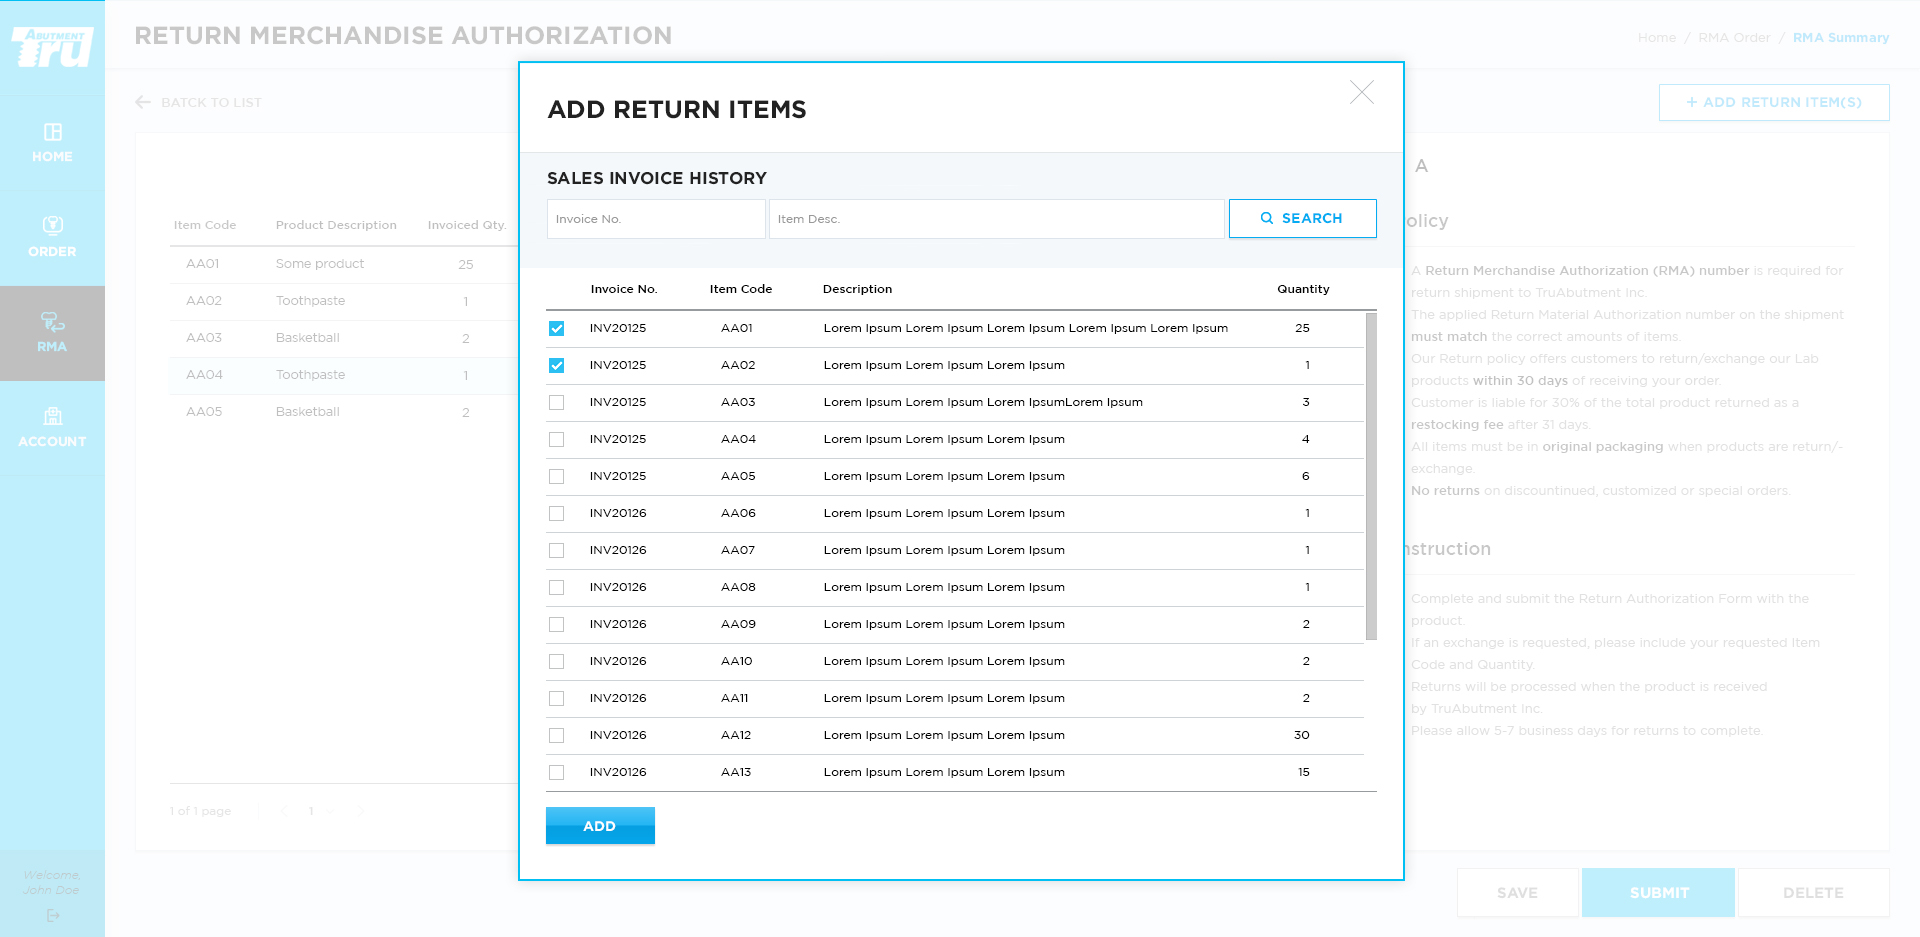 ABUTMENT
Tru
RETURN MERCHANDISE AUTHORIZATION
Home / RMA Order / RMA Summary
BATCK TO LIST
+ ADD RETURN ITEM(S)
HOME
ORDER
RMA
ACCOUNT
Welcome,
John Doe
Item Code Product Description Invoiced Qty.
AA01 Some product 25
AA02 Toothpaste 1
AA03 Basketball 2
AA04 Toothpaste 1
AA05 Basketball 2
1 of 1 page 1
ADD RETURN ITEMS
SALES INVOICE HISTORY
Invoice No. Item Desc. SEARCH
Invoice No. Item Code Description Quantity
INV20125 AA01 Lorem Ipsum Lorem Ipsum Lorem Ipsum Lorem Ipsum Lorem Ipsum 25
INV20125 AA02 Lorem Ipsum Lorem Ipsum Lorem Ipsum 1
INV20125 AA03 Lorem Ipsum Lorem Ipsum Lorem IpsumLorem Ipsum 3
INV20125 AA04 Lorem Ipsum Lorem Ipsum Lorem Ipsum 4
INV20125 AA05 Lorem Ipsum Lorem Ipsum Lorem Ipsum 6
INV20126 AA06 Lorem Ipsum Lorem Ipsum Lorem Ipsum 1
INV20126 AA07 Lorem Ipsum Lorem Ipsum Lorem Ipsum 1
INV20126 AA08 Lorem Ipsum Lorem Ipsum Lorem Ipsum 1
INV20126 AA09 Lorem Ipsum Lorem Ipsum Lorem Ipsum 2
INV20126 AA10 Lorem Ipsum Lorem Ipsum Lorem Ipsum 2
INV20126 AA11 Lorem Ipsum Lorem Ipsum Lorem Ipsum 2
INV20126 AA12 Lorem Ipsum Lorem Ipsum Lorem Ipsum 30
INV20126 AA13 Lorem Ipsum Lorem Ipsum Lorem Ipsum 15
ADD
A
olicy
A Return Merchandise Authorization (RMA) number is required for
return shipment to TruAbutment Inc.
The applied Return Material Authorization number on the shipment
must match the correct amounts of items.
Our Return policy offers customers to return/exchange our Lab
products within 30 days of receiving your order.
Customer is liable for 30% of the total product returned as a
restocking fee after 31 days.
All items must be in original packaging when products are return/-
exchange.
No returns on discountinued, customized or special orders.
nstruction
Complete and submit the Return Authorization Form with the
product.
If an exchange is requested, please include your requested Item
Code and Quantity.
Returns will be processed when the product is received
by TruAbutment Inc.
Please allow 5-7 business days for returns to complete.
SAVE SUBMIT DELETE